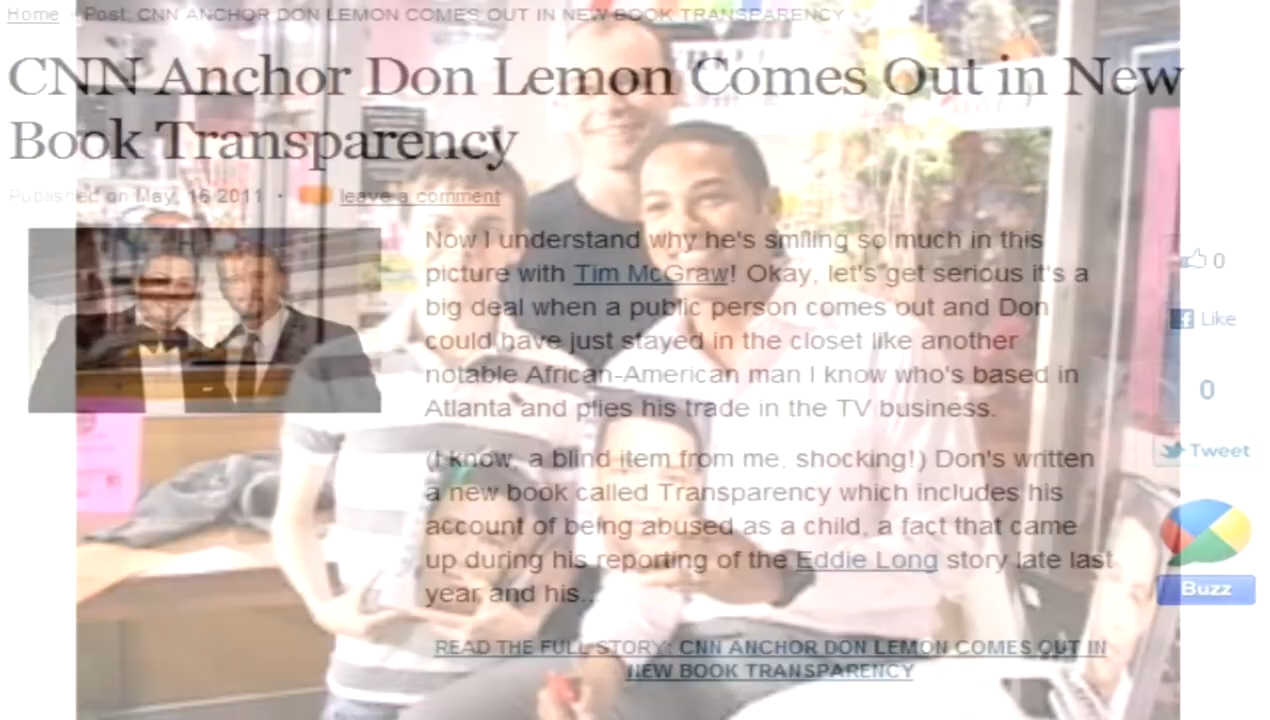 Home Post: CNN ANCHOR DON LEMON COMES OUT IN NEW BOOK TRANSPARENCY
CNN Anchor Don Lemon Comes Out in New
Book Transparency
Published on May, 16 2011 • leave a comment
Now I understand why he's smiling so much in this
picture with Tim McGraw! Okay, let's get serious it's a
big deal when a public person comes out and Don
could have just stayed in the closet like another
notable African-American man I know who's based in
Atlanta and plies his trade in the TV business.
(I know, a blind item from me, shocking!) Don's written
a new book called Transparency which includes his
account of being abused as a child, a fact that came
up during his reporting of the Eddie Long story late last
year and his...
READ THE FULL STORY: CNN ANCHOR DON LEMON COMES OUT IN
NEW BOOK TRANSPARENCY
0
Like
0
Tweet
Buzz